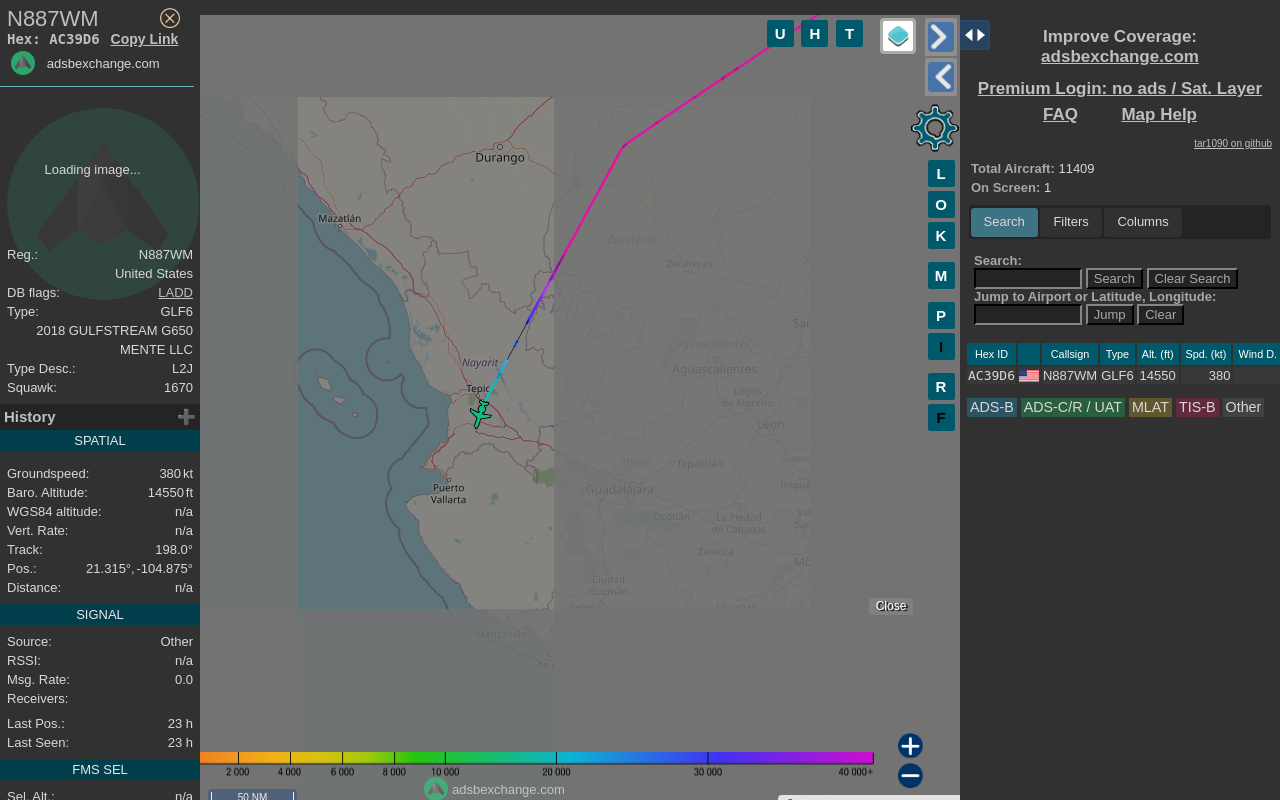 N887WM
Hex: AC39D6 Copy Link
adsbexchange.com
Loading image...
Reg.: N887WM
United States
DB flags: LADD
Type: GLF6
2018 GULFSTREAM G650
MENTE LLC
Type Desc.: L2J
Squawk: 1670
History
SPATIAL
Groundspeed: 380 kt
Baro. Altitude: 14550 ft
WGS84 altitude: n/a
Vert. Rate: n/a
Track: 198.0°
Pos.: 21.315°, -104.875°
Distance: n/a
SIGNAL
Source: Other
RSSI: n/a
Msg. Rate: 0.0
Receivers:
Last Pos.: 23 h
Last Seen: 23 h
FMS SEL
Sel. Alt.: n/a
U H T
L
O
K
M
P
I
R
F
Durango
Mazatlán
Zacatecas
Zacatecas
Aguascalientes
Aguascalientes
Nayarit
Tepic
Lagos
de Moreno
León
Jalisco
Tepatitlán
Guadalajara
Puerto
Vallarta
Ocotlán
La Piedad
de Cabadas
Zamora
Ciudad
Guzmán
Colima
Uruapan
Manzanillo
Close
2 000 4 000 6 000 8 000 10 000 20 000 30 000 40 000+
adsbexchange.com
50 NM
Improve Coverage:
adsbexchange.com
Premium Login: no ads / Sat. Layer
FAQ Map Help
tar1090 on github
Total Aircraft: 11409
On Screen: 1
Search Filters Columns
Search:
Search Clear Search
Jump to Airport or Latitude, Longitude:
Jump Clear
Hex ID Callsign Type Alt. (ft) Spd. (kt) Wind D.
AC39D6 N887WM GLF6 14550 380
ADS-B ADS-C/R / UAT MLAT TIS-B Other